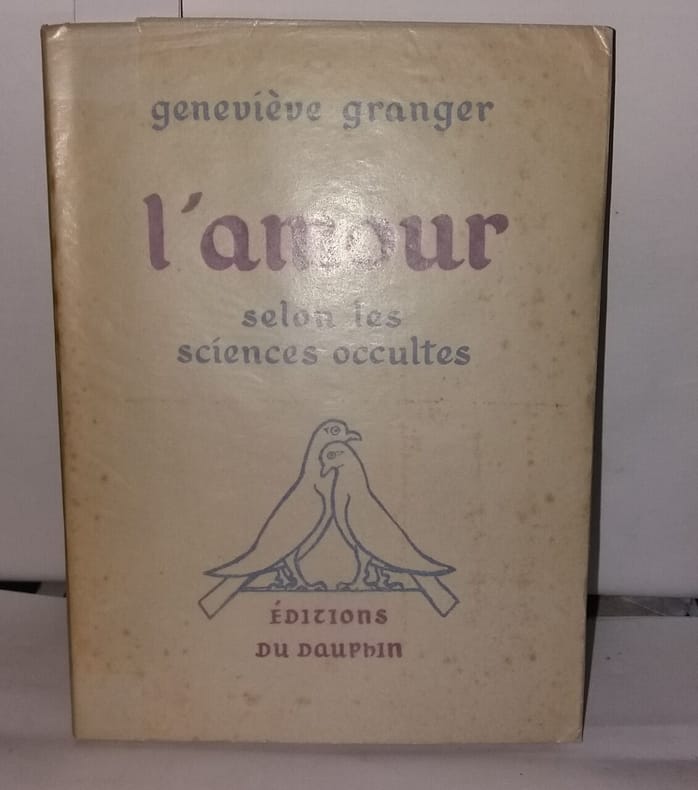 geneviève granger
l'amour
selon les
sciences occultes
ÉDITIONS
DU DAUPHIN